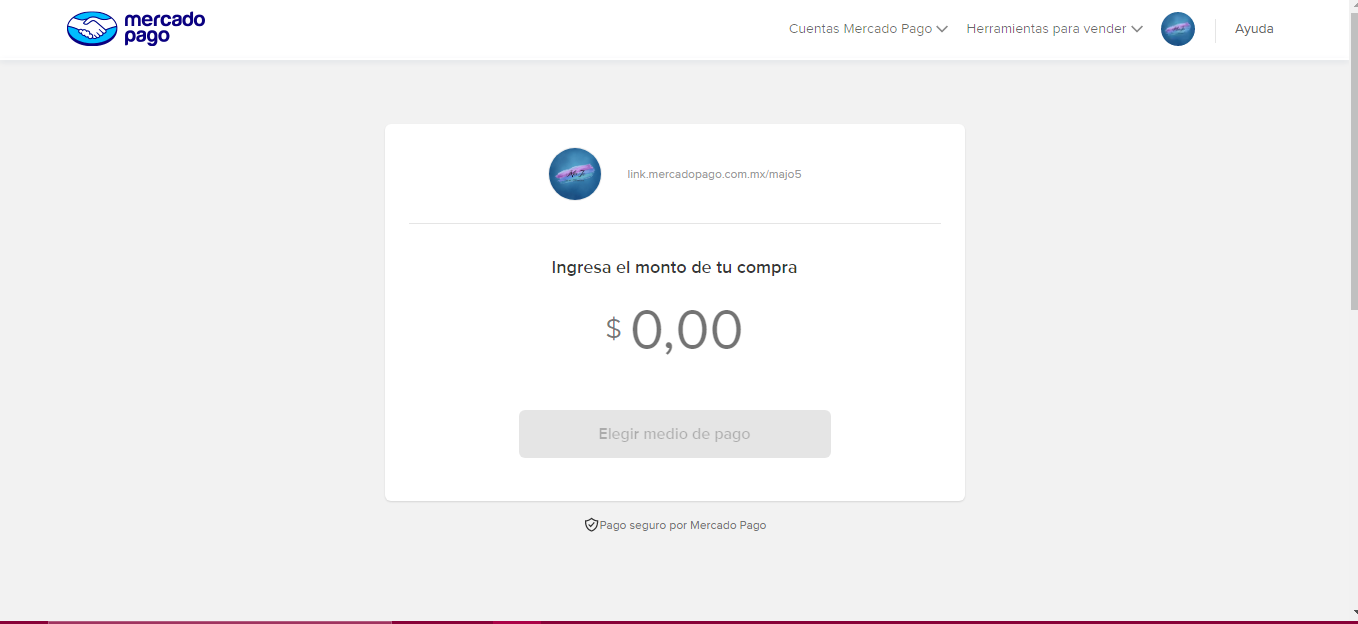 mercado
pago
Cuentas Mercado Pago
Herramientas para vender
Ayuda
link.mercadopago.com.mx/majo5
Ingresa el monto de tu compra
$ 0,00
Elegir medio de pago
Pago seguro por Mercado Pago